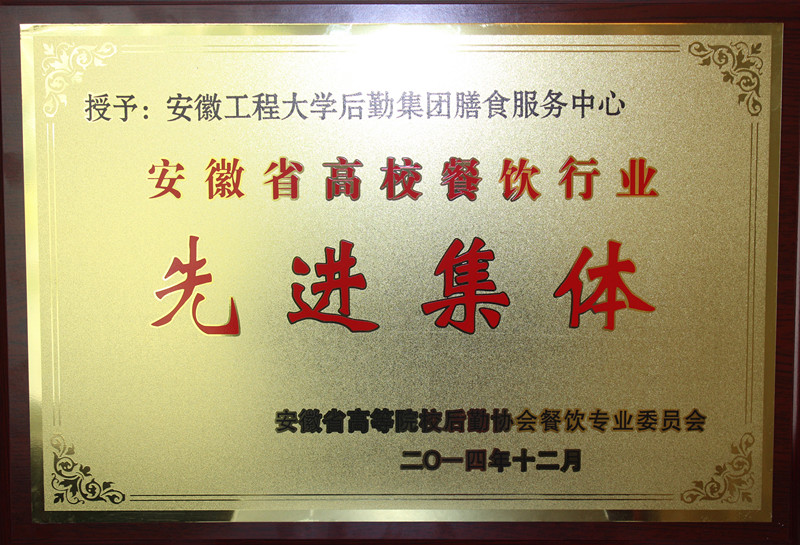 授予：安徽工程大学后勤集团膳食服务中心
安徽省高校餐饮行业
先进集体
安徽省高等院校后勤协会餐饮专业委员会
二〇一四年十二月